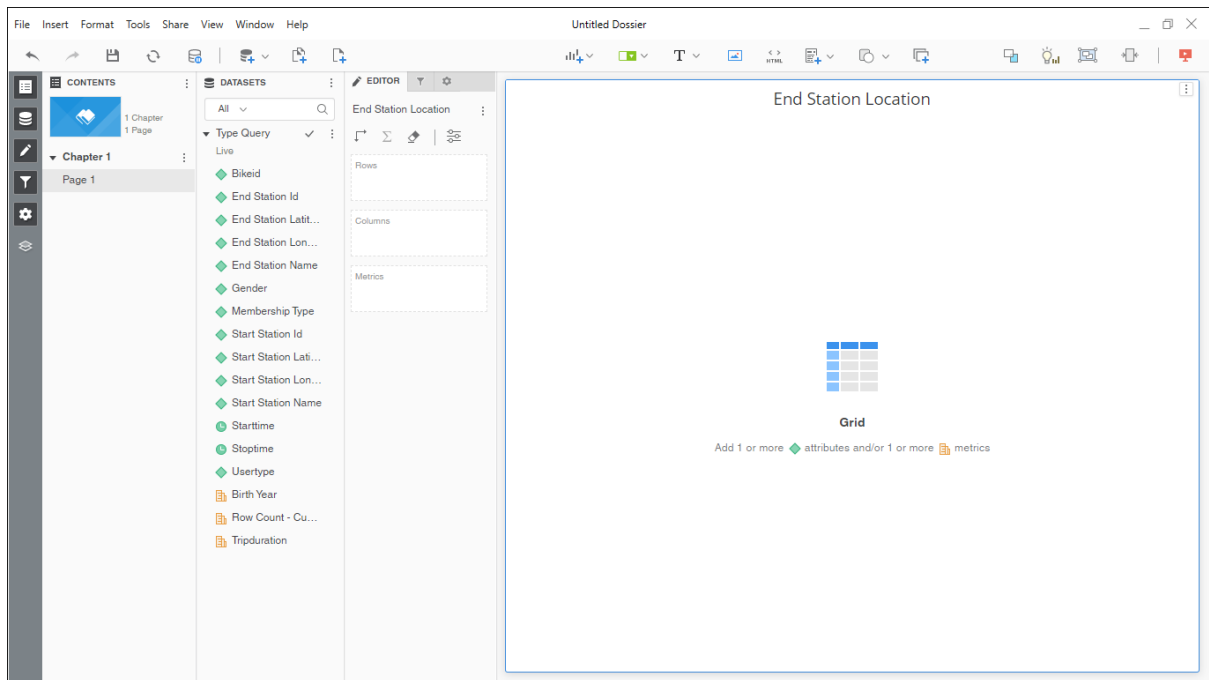 File Insert Format Tools Share View Window Help
Untitled Dossier
T
< >
HTML
CONTENTS
1 Chapter
1 Page
Chapter 1
Page 1
DATASETS
All
Type Query
Live
Bikeid
End Station Id
End Station Latit...
End Station Lon...
End Station Name
Gender
Membership Type
Start Station Id
Start Station Lati...
Start Station Lon...
Start Station Name
Starttime
Stoptime
Usertype
Birth Year
Row Count - Cu...
Tripduration
EDITOR
End Station Location
Rows
Columns
Metrics
End Station Location
Grid
Add 1 or more attributes and/or 1 or more metrics